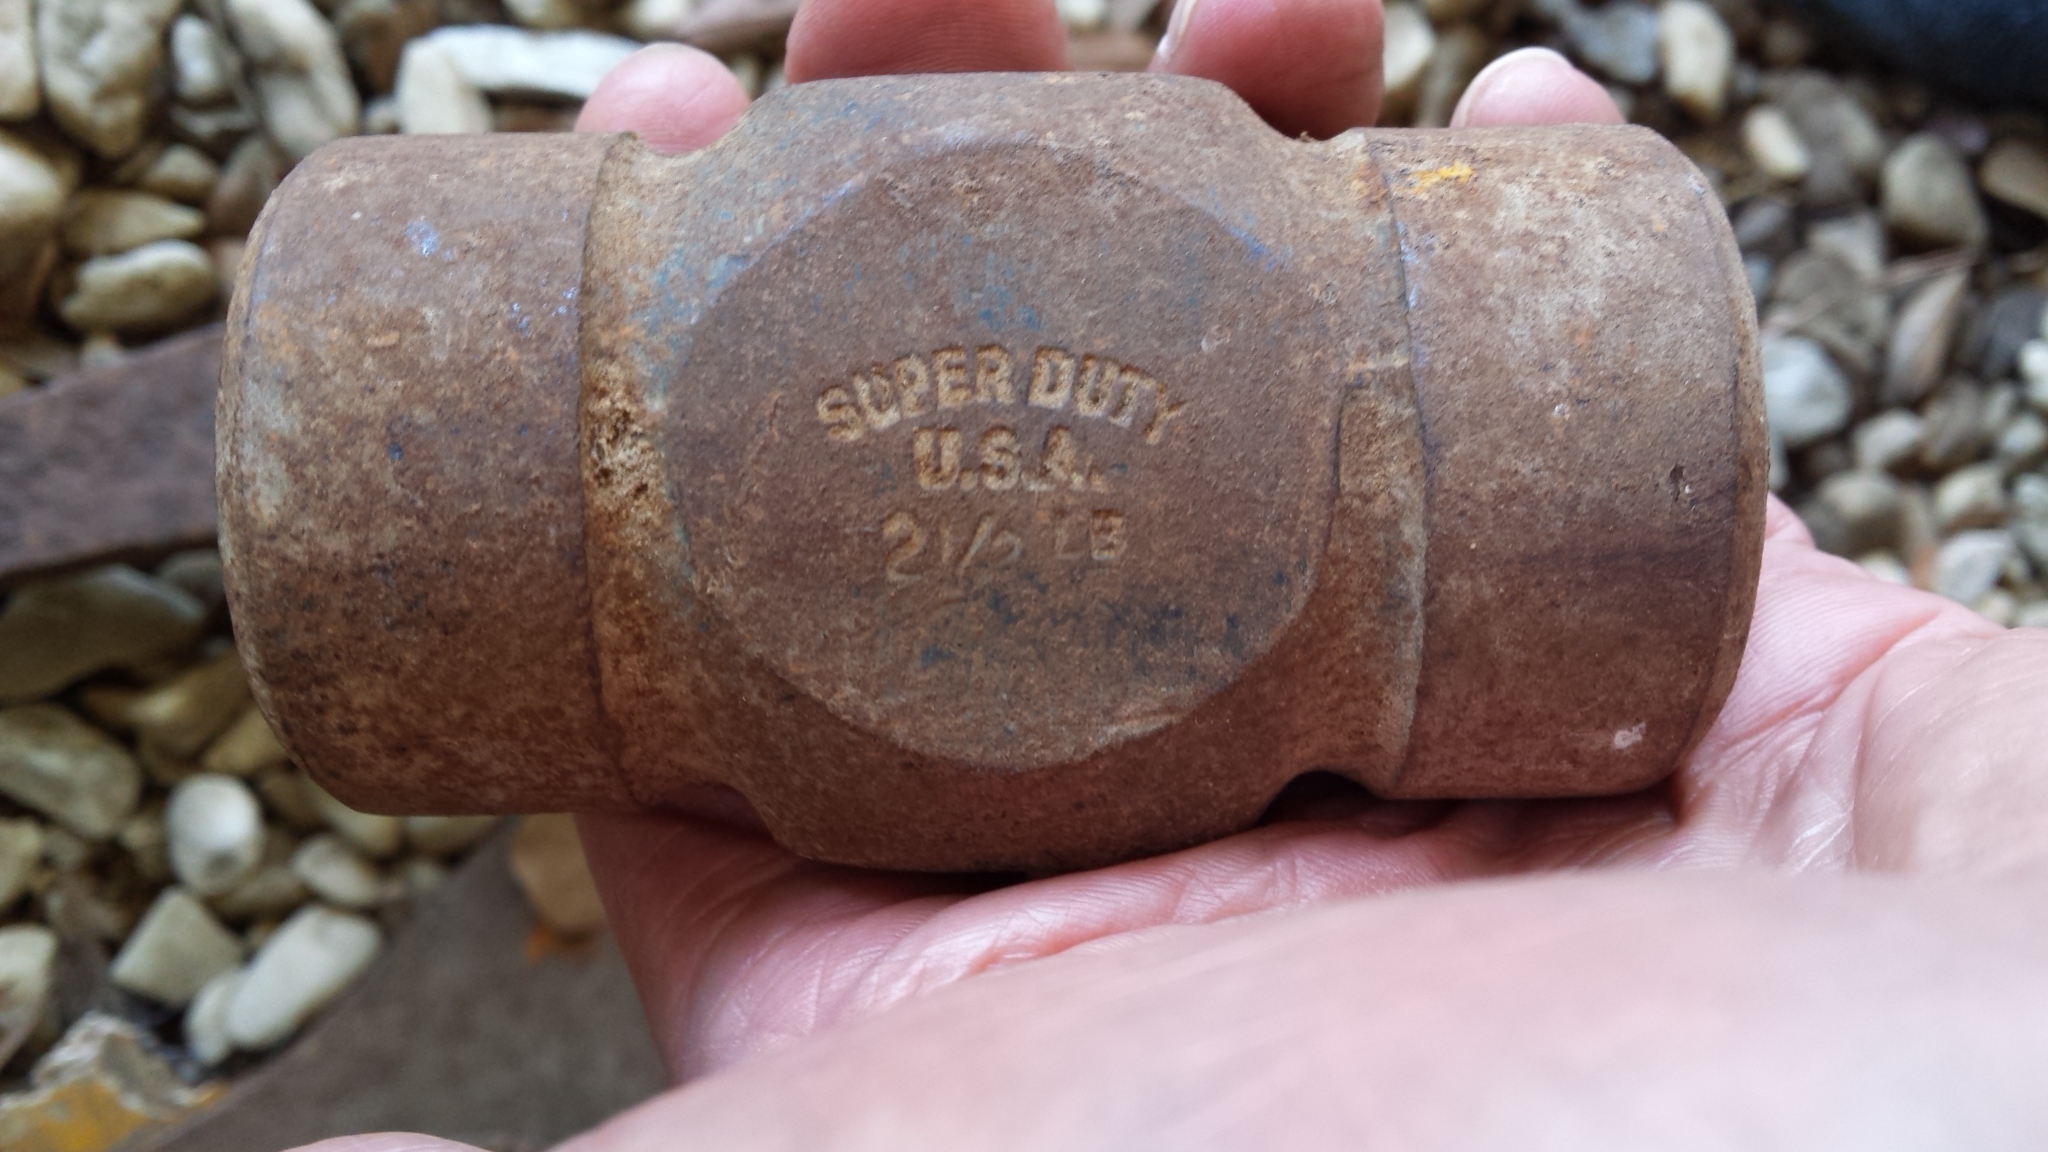 SUPER DUTY
U.S.A.
2 1/2 LB